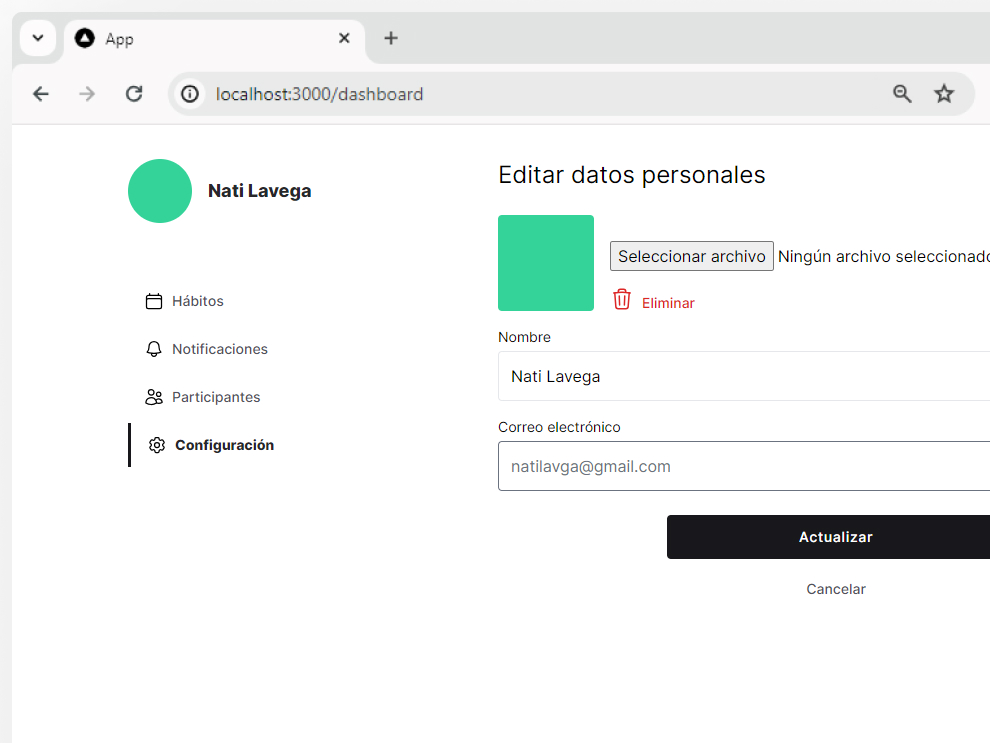 App
localhost:3000/dashboard
Nati Lavega
Hábitos
Notificaciones
Participantes
Configuración
Editar datos personales
Seleccionar archivo Ningún archivo seleccionado
Eliminar
Nombre
Nati Lavega
Correo electrónico
natilavga@gmail.com
Actualizar
Cancelar